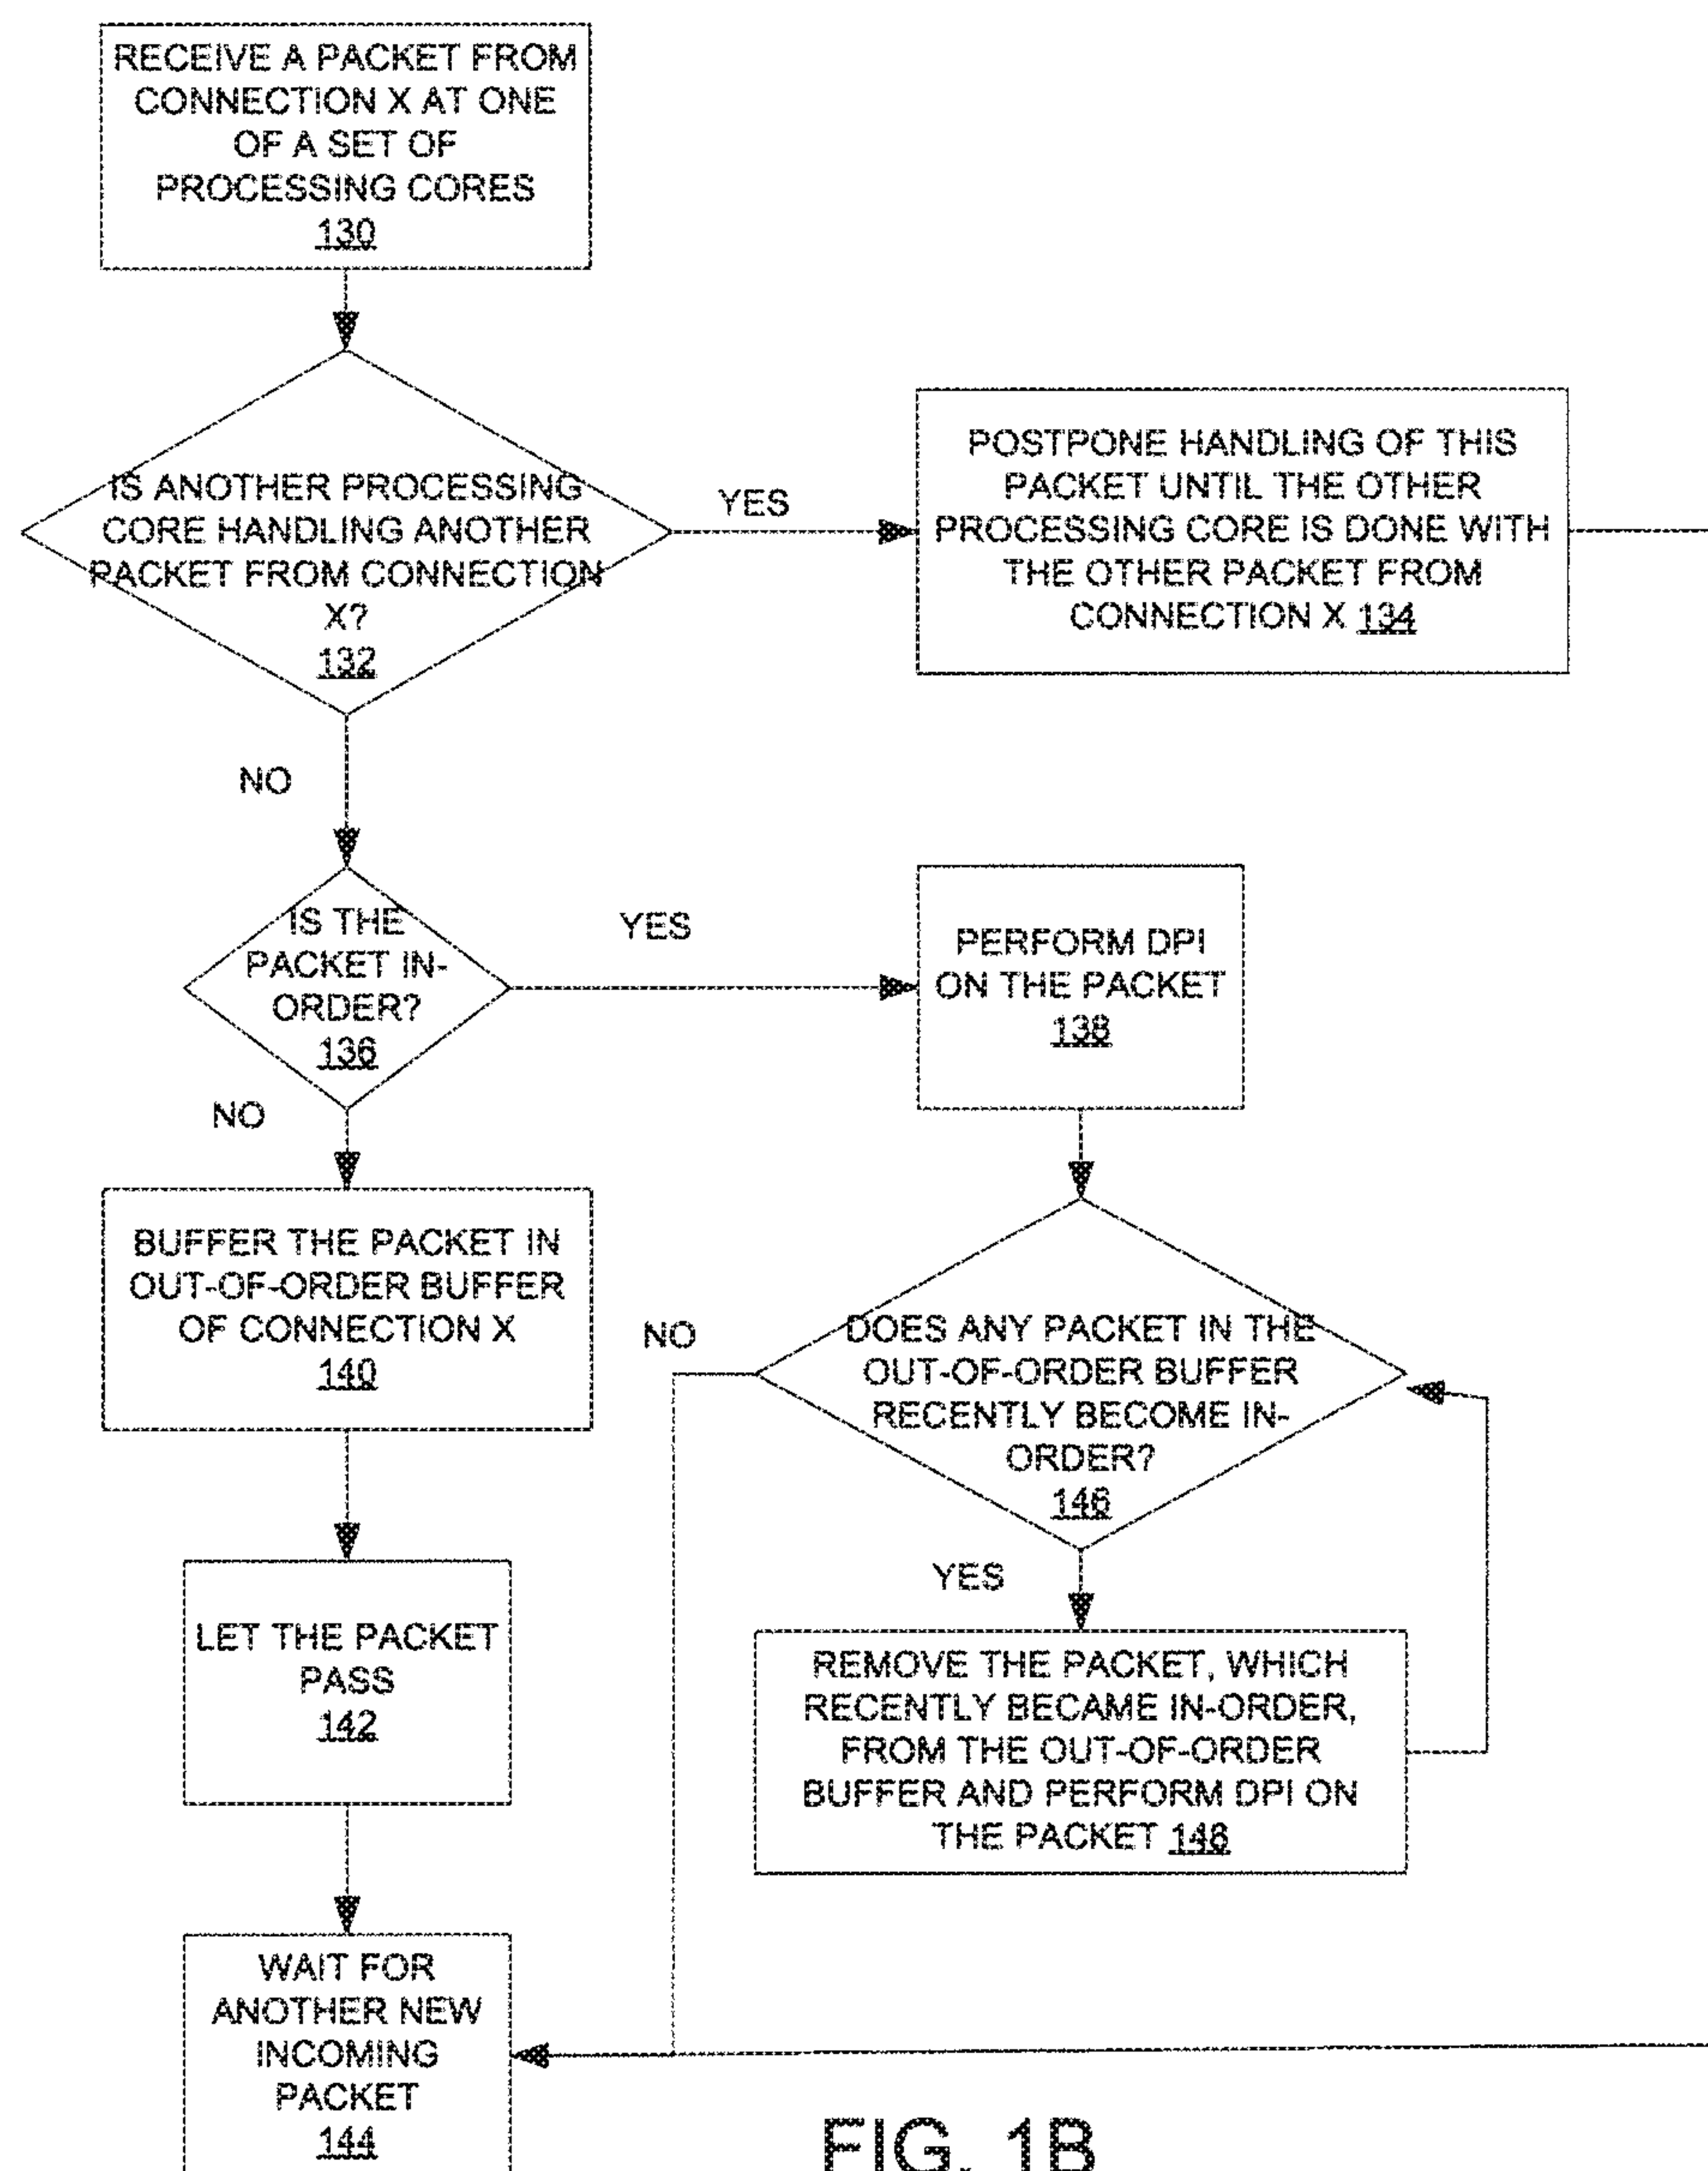 RECEIVE A PACKET FROM
CONNECTION X AT ONE
OF A SET OF
PROCESSING CORES
130
IS ANOTHER PROCESSING
CORE HANDLING ANOTHER
PACKET FROM CONNECTION
X?
132
YES
POSTPONE HANDLING OF THIS
PACKET UNTIL THE OTHER
PROCESSING CORE IS DONE WITH
THE OTHER PACKET FROM
CONNECTION X 134
NO
IS THE
PACKET IN-
ORDER?
136
YES
PERFORM DPI
ON THE PACKET
138
NO
BUFFER THE PACKET IN
OUT-OF-ORDER BUFFER
OF CONNECTION X
140
NO
DOES ANY PACKET IN THE
OUT-OF-ORDER BUFFER
RECENTLY BECOME IN-
ORDER?
146
YES
LET THE PACKET
PASS
142
REMOVE THE PACKET, WHICH
RECENTLY BECAME IN-ORDER,
FROM THE OUT-OF-ORDER
BUFFER AND PERFORM DPI ON
THE PACKET 148
WAIT FOR
ANOTHER NEW
INCOMING
PACKET
144
FIG. 1B